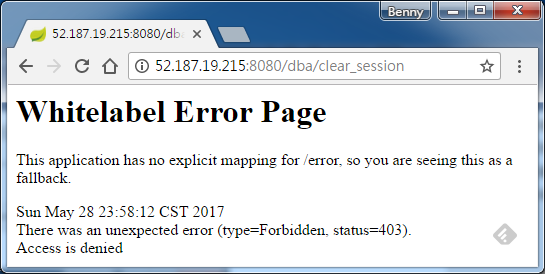 Benny
52.187.19.215:8080/dba
52.187.19.215:8080/dba/clear_session
Whitelabel Error Page
This application has no explicit mapping for /error, so you are seeing this as a
fallback.
Sun May 28 23:58:12 CST 2017
There was an unexpected error (type=Forbidden, status=403).
Access is denied